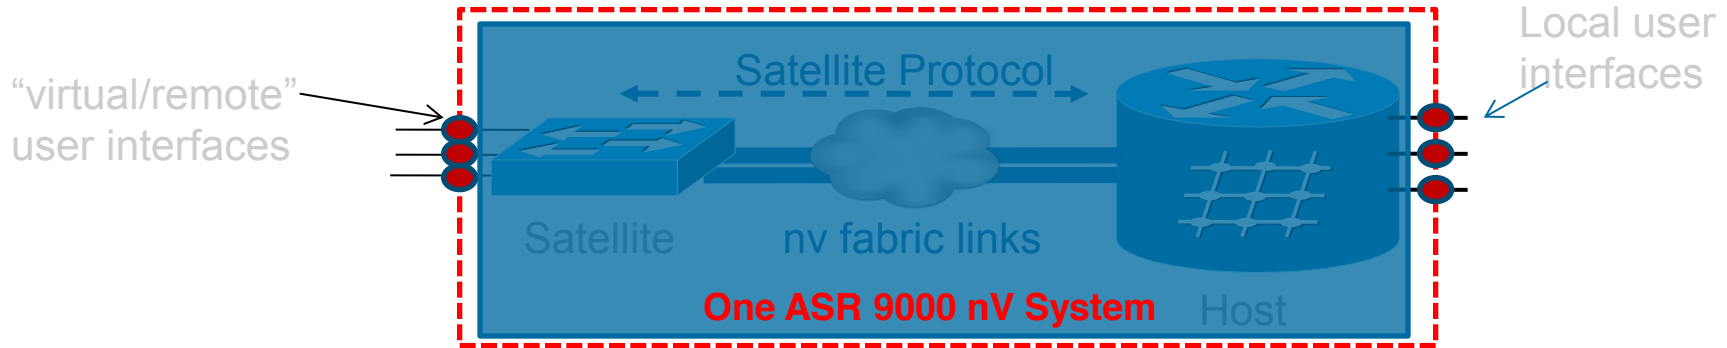 “virtual/remote”
user interfaces
Satellite Protocol
Local user
interfaces
Satellite
nv fabric links
Host
One ASR 9000 nV System